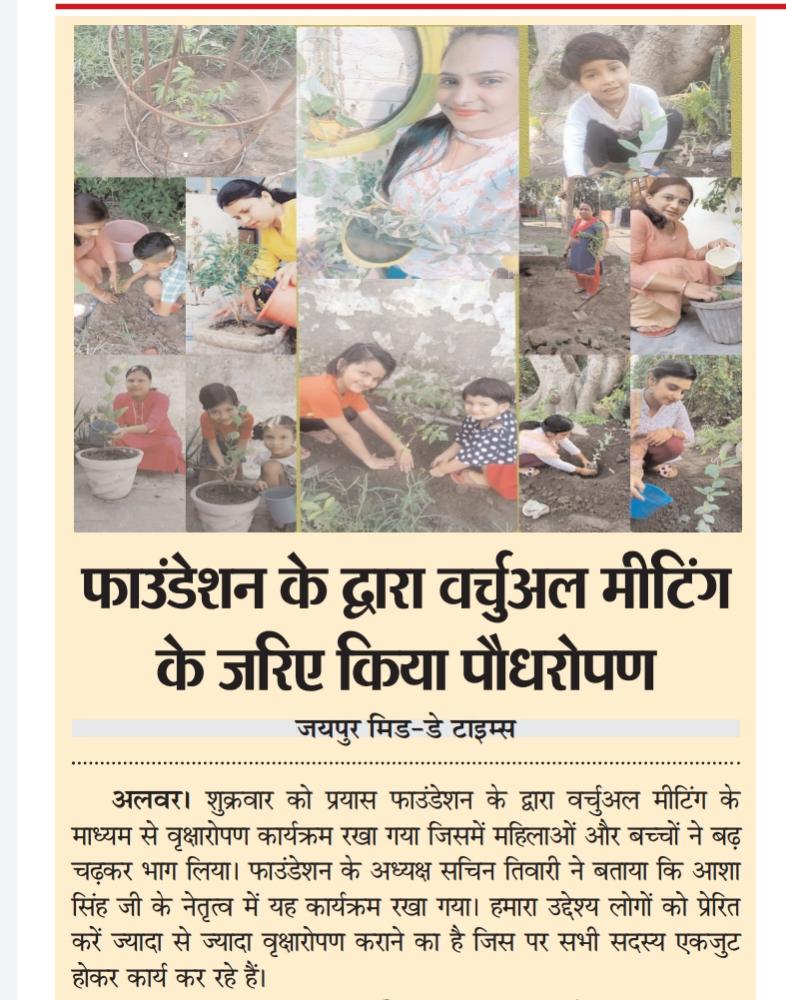 फाउंडेशन के द्वारा वर्चुअल मीटिंग
के जरिए किया पौधरोपण
जयपुर मिड-डे टाइम्स
अलवर। शुक्रवार को प्रयास फाउंडेशन के द्वारा वर्चुअल मीटिंग के
माध्यम से वृक्षारोपण कार्यक्रम रखा गया जिसमें महिलाओं और बच्चों ने बढ़
चढ़कर भाग लिया। फाउंडेशन के अध्यक्ष सचिन तिवारी ने बताया कि आशा
सिंह जी के नेतृत्व में यह कार्यक्रम रखा गया। हमारा उद्देश्य लोगों को प्रेरित
करें ज्यादा से ज्यादा वृक्षारोपण कराने का है जिस पर सभी सदस्य एकजुट
होकर कार्य कर रहे हैं।